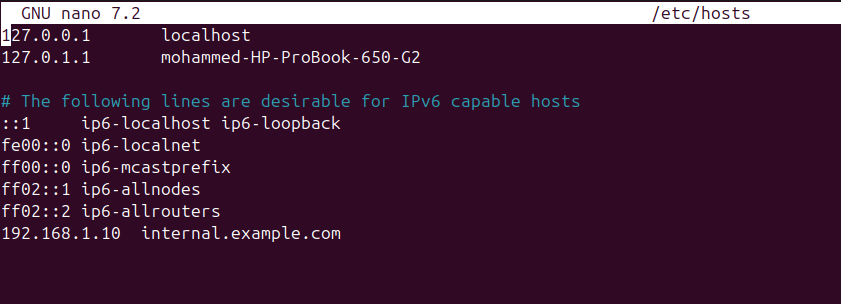 GNU nano 7.2 /etc/hosts
127.0.0.1 localhost
127.0.1.1 mohammed-HP-ProBook-650-G2
# The following lines are desirable for IPv6 capable hosts
::1 ip6-localhost ip6-loopback
fe00::0 ip6-localnet
ff00::0 ip6-mcastprefix
ff02::1 ip6-allnodes
ff02::2 ip6-allrouters
192.168.1.10 internal.example.com